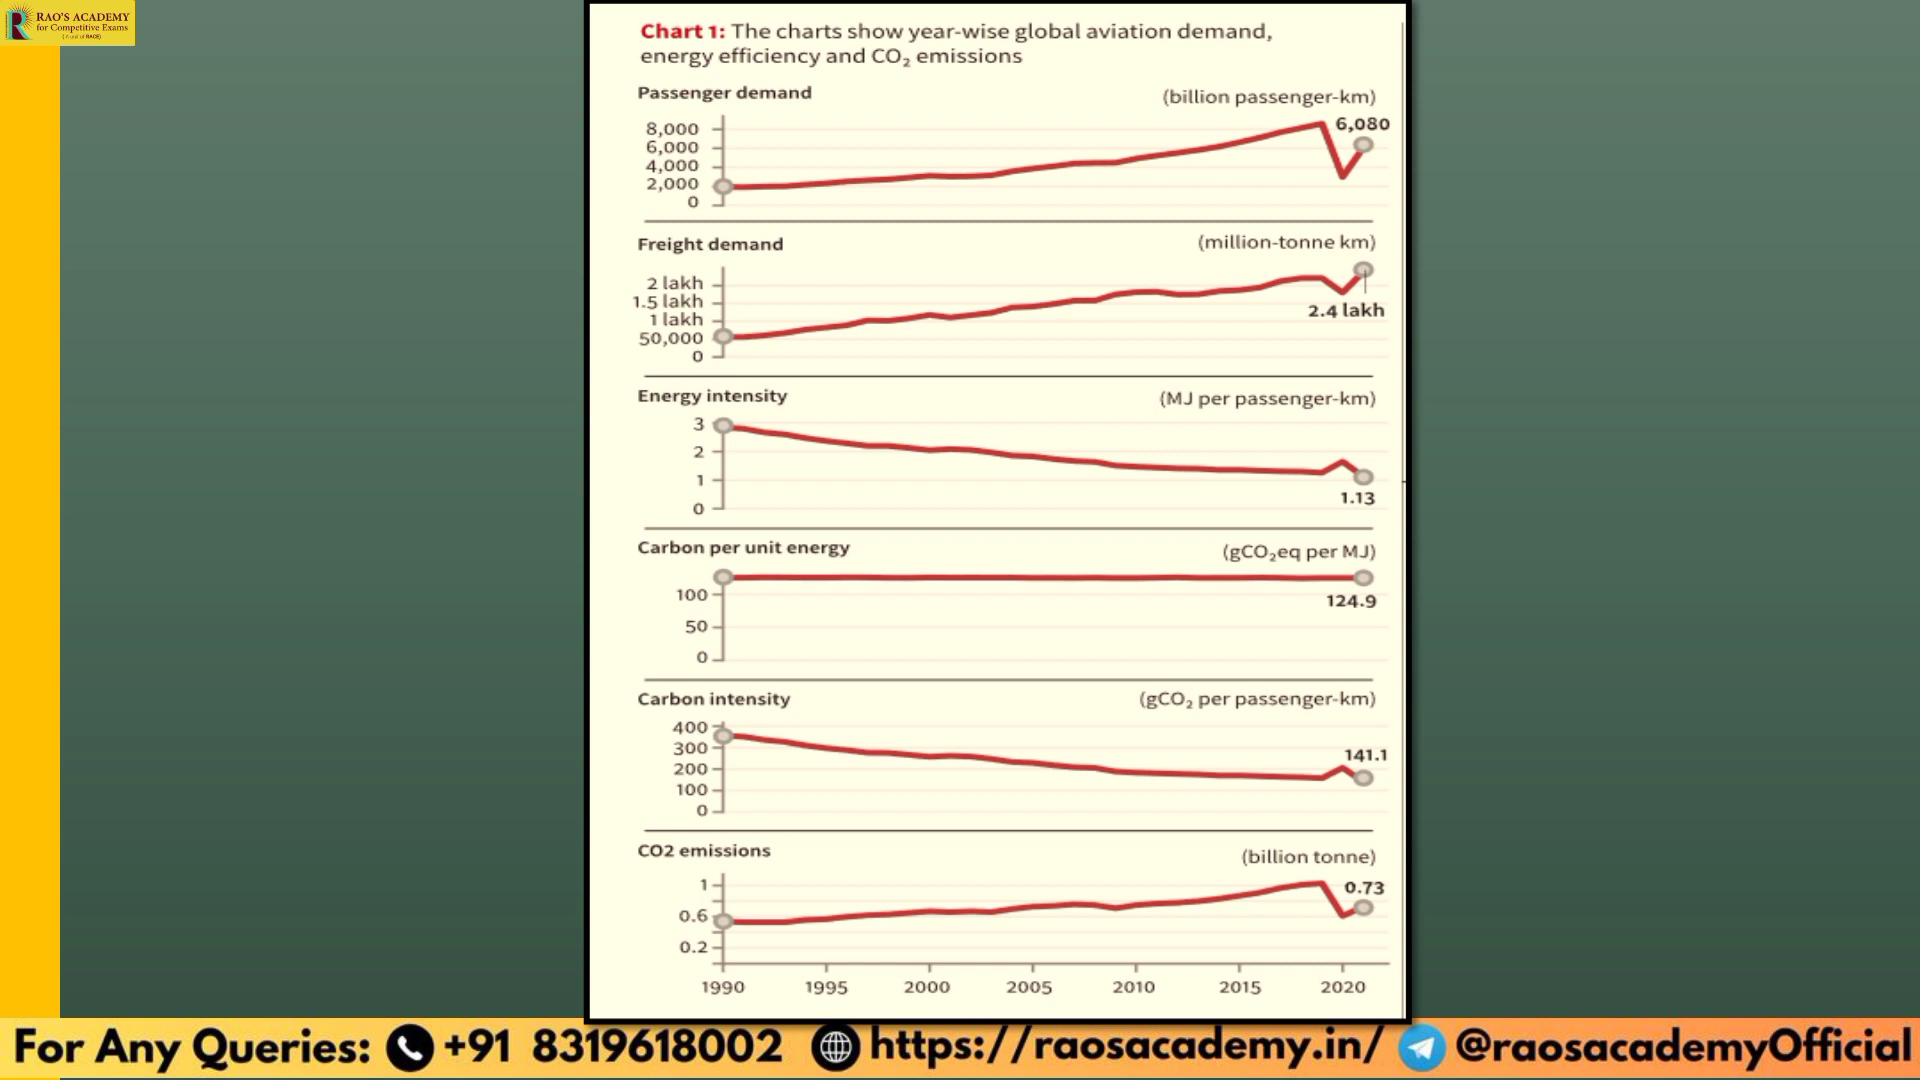 RAO'S ACADEMY
for Competitive Exams
(A unit of RACE)
Chart 1: The charts show year-wise global aviation demand,
energy efficiency and CO₂ emissions
Passenger demand
(billion passenger-km)
8,000
6,000
4,000
2,000
0
6,080
Freight demand
(million-tonne km)
2 lakh
1.5 lakh
1 lakh
50,000
0
2.4 lakh
Energy intensity
(MJ per passenger-km)
3
2
1
0
1.13
Carbon per unit energy
(gCO₂eq per MJ)
100
50
0
124.9
Carbon intensity
(gCO₂ per passenger-km)
400
300
200
100
0
141.1
CO2 emissions
(billion tonne)
1
0.6
0.2
0.73
1990 1995 2000 2005 2010 2015 2020
For Any Queries: +91 8319618002 https://raosacademy.in/ @raosacademyOfficial